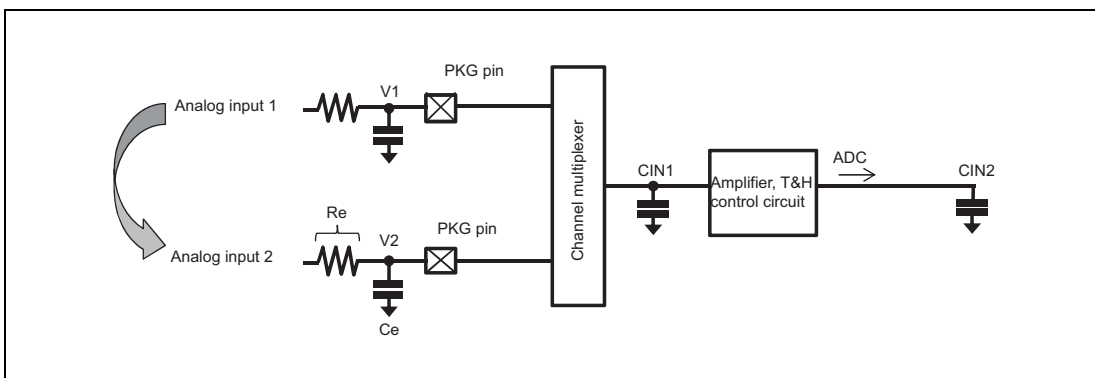 PKG pin
V1
Analog input 1
Channel multiplexer
ADC
CIN1
Amplifier, T&H
control circuit
CIN2
Re
V2
PKG pin
Analog input 2
Ce